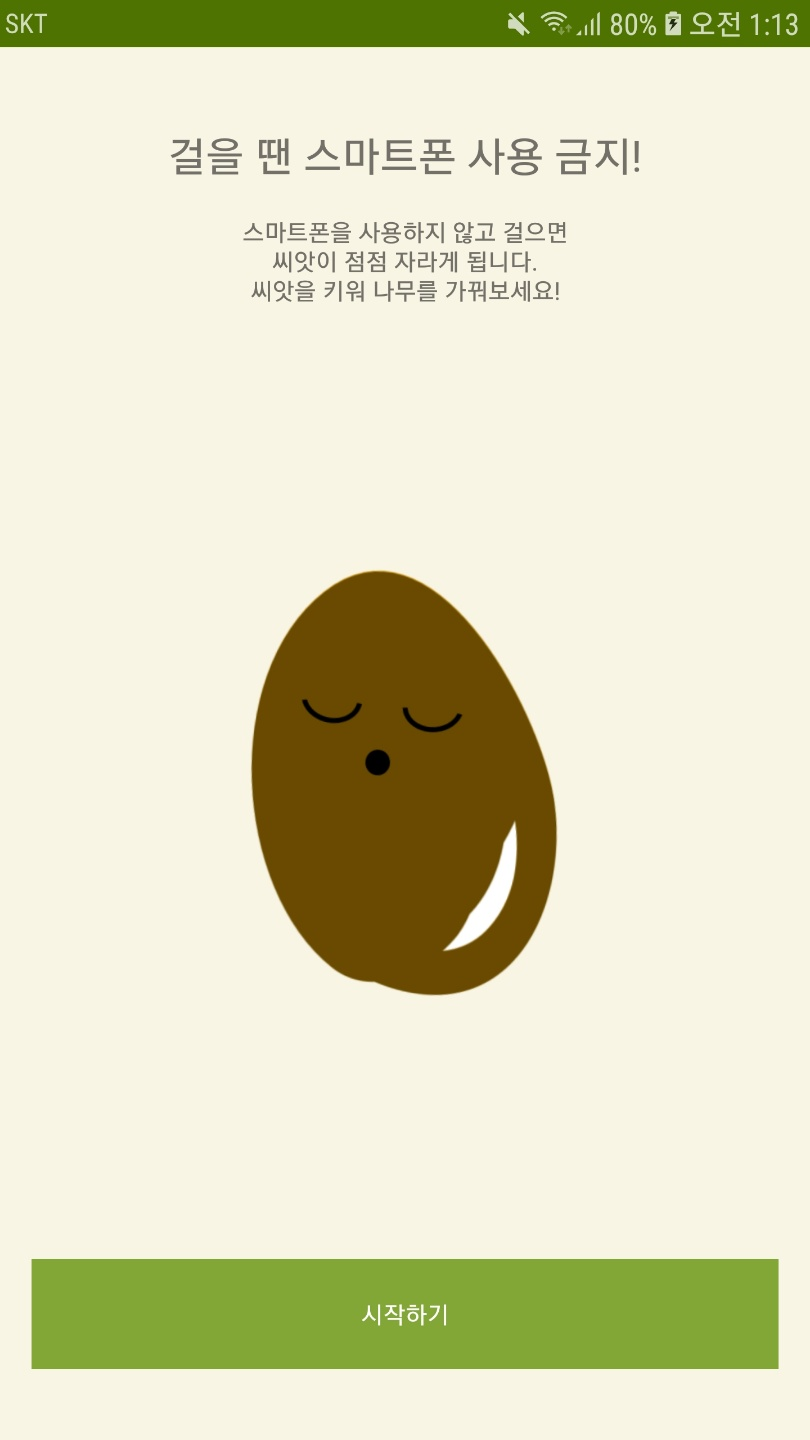 SKT 80% 오전 1:13
걸을 땐 스마트폰 사용 금지!
스마트폰을 사용하지 않고 걸으면
씨앗이 점점 자라게 됩니다.
씨앗을 키워 나무를 가꿔보세요!
시작하기